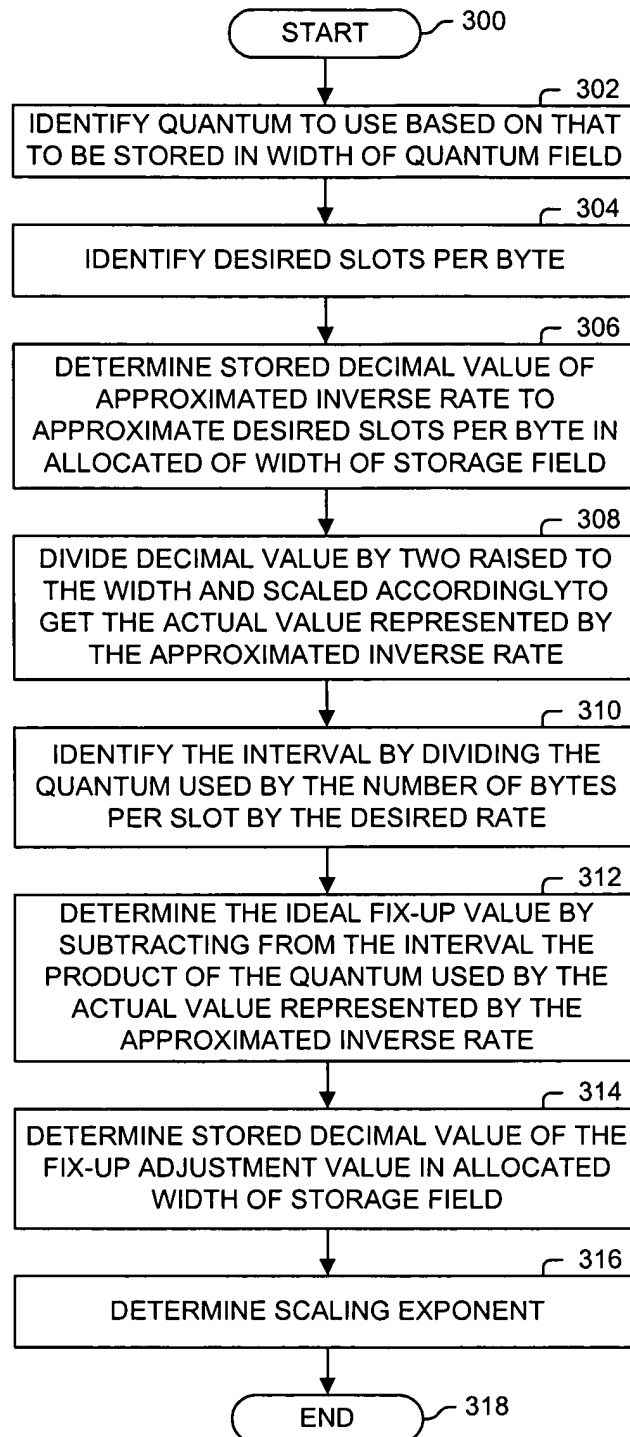 START
300
302
IDENTIFY QUANTUM TO USE BASED ON THAT
TO BE STORED IN WIDTH OF QUANTUM FIELD
304
IDENTIFY DESIRED SLOTS PER BYTE
306
DETERMINE STORED DECIMAL VALUE OF
APPROXIMATED INVERSE RATE TO
APPROXIMATE DESIRED SLOTS PER BYTE IN
ALLOCATED OF WIDTH OF STORAGE FIELD
308
DIVIDE DECIMAL VALUE BY TWO RAISED TO
THE WIDTH AND SCALED ACCORDINGLYTO
GET THE ACTUAL VALUE REPRESENTED BY
THE APPROXIMATED INVERSE RATE
310
IDENTIFY THE INTERVAL BY DIVIDING THE
QUANTUM USED BY THE NUMBER OF BYTES
PER SLOT BY THE DESIRED RATE
312
DETERMINE THE IDEAL FIX-UP VALUE BY
SUBTRACTING FROM THE INTERVAL THE
PRODUCT OF THE QUANTUM USED BY THE
ACTUAL VALUE REPRESENTED BY THE
APPROXIMATED INVERSE RATE
314
DETERMINE STORED DECIMAL VALUE OF THE
FIX-UP ADJUSTMENT VALUE IN ALLOCATED
WIDTH OF STORAGE FIELD
316
DETERMINE SCALING EXPONENT
END
318